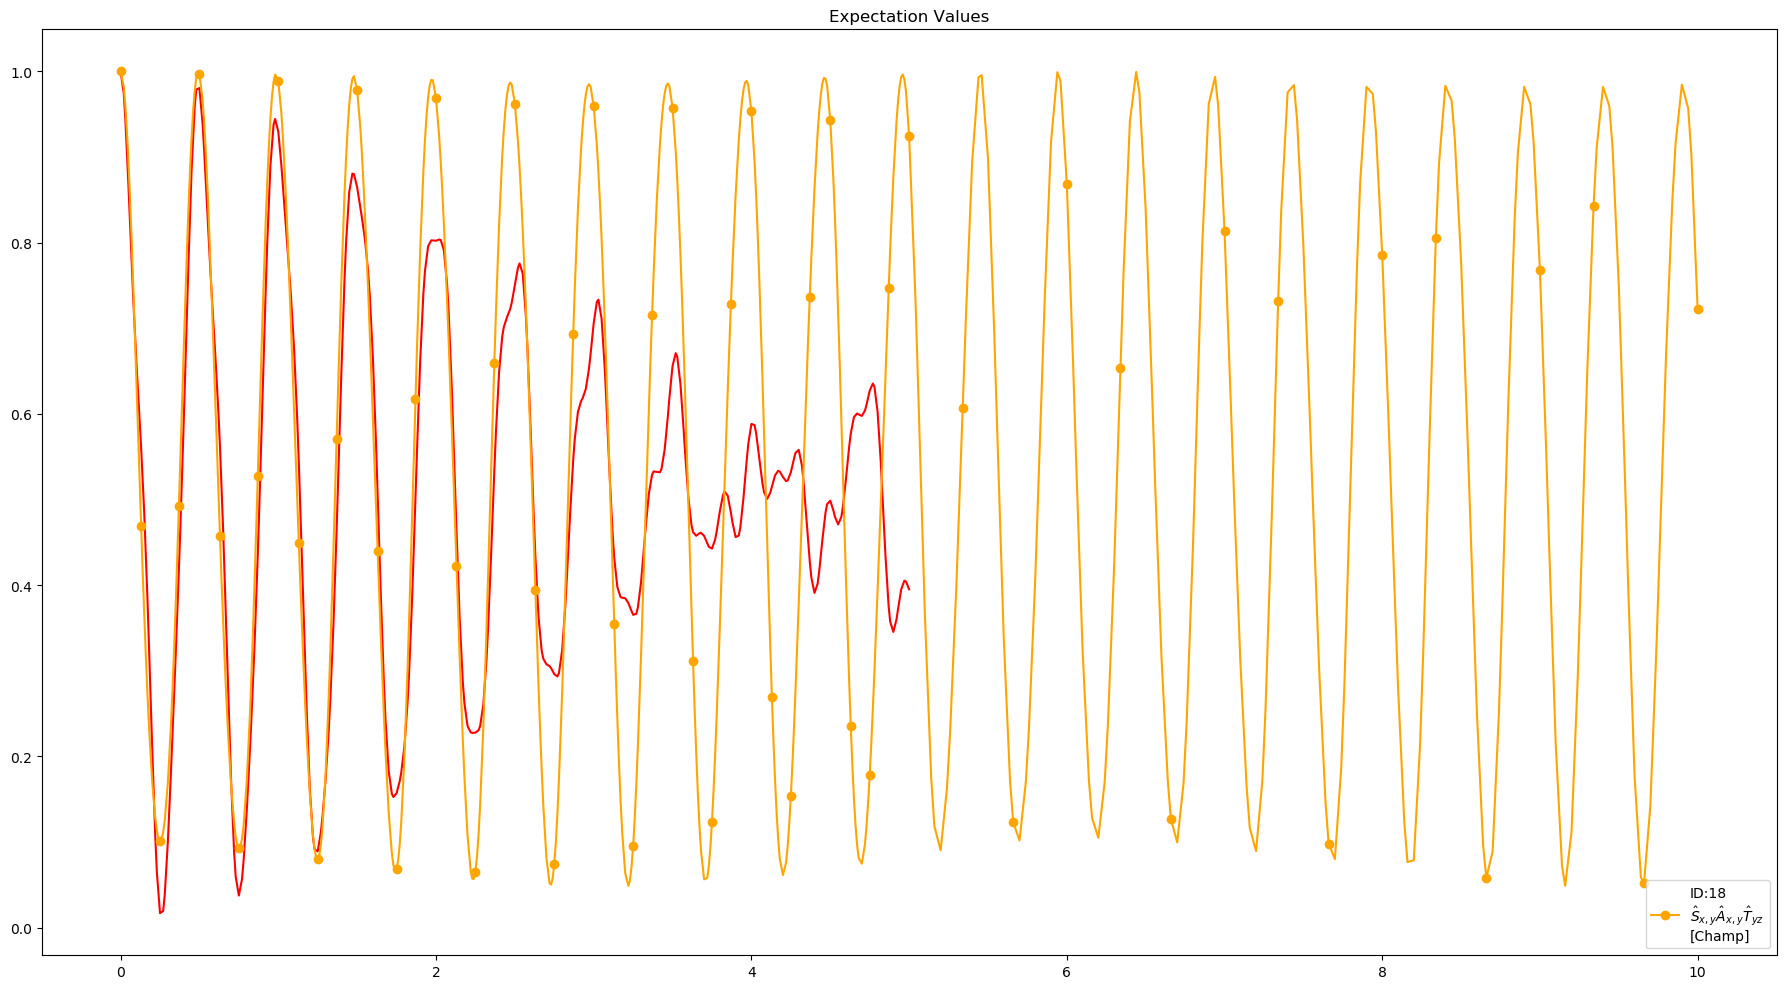 Expectation Values
1.0
0.8
0.6
0.4
0.2
0.0
0 2 4 6 8 10
ID:18
$\hat{S}_{x,y}\hat{A}_{x,y}\hat{T}_{yz}$
[Champ]